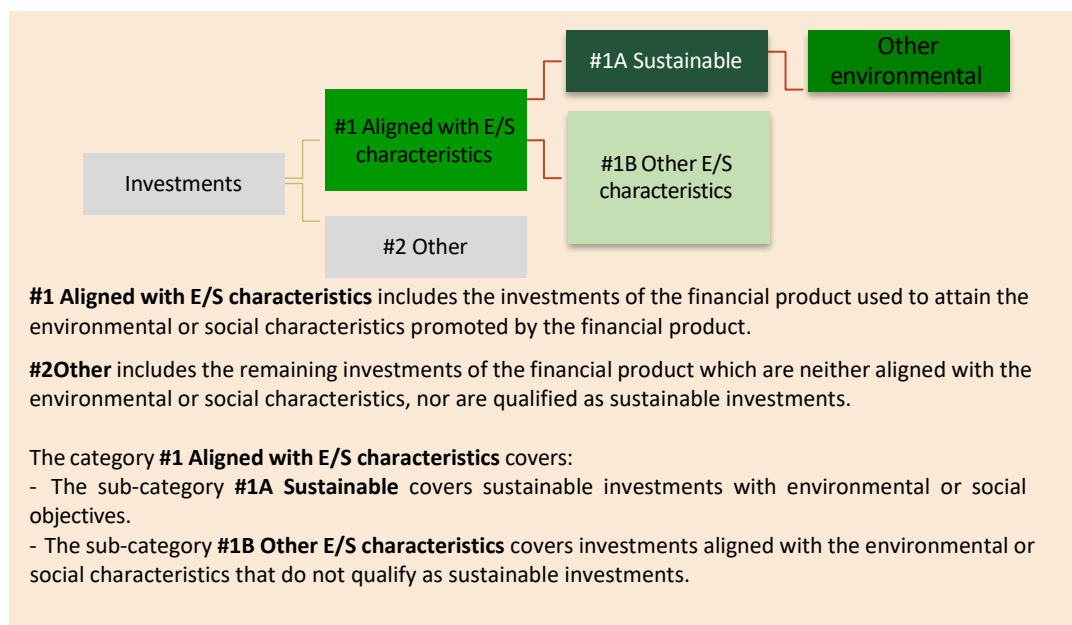 #1A Sustainable
Other
environmental
#1 Aligned with E/S
characteristics
#1B Other E/S
characteristics
Investments
#2 Other
#1 Aligned with E/S characteristics includes the investments of the financial product used to attain the
environmental or social characteristics promoted by the financial product.
#2Other includes the remaining investments of the financial product which are neither aligned with the
environmental or social characteristics, nor are qualified as sustainable investments.
The category #1 Aligned with E/S characteristics covers:
- The sub-category #1A Sustainable covers sustainable investments with environmental or social
objectives.
- The sub-category #1B Other E/S characteristics covers investments aligned with the environmental or
social characteristics that do not qualify as sustainable investments.